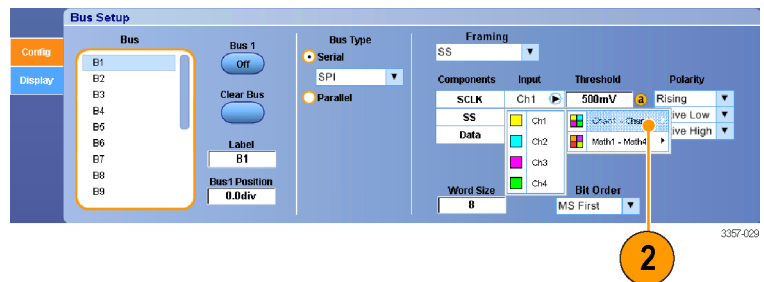 Bus Setup
Config
Display
Bus
B1
B2
B3
B4
B5
B6
B7
B8
B9
Bus 1
Off
Clear Bus
Label
B1
Bus1 Position
0.0div
Bus Type
Serial
SPI
Parallel
Framing
SS
Components Input Threshold Polarity
SCLK Ch1 500mV a Rising
SS ive Low
Data ive High
Ch1
Ch2
Ch3
Ch4
Math1 - Math4
Word Size
8
Bit Order
MS First
3357-029
2